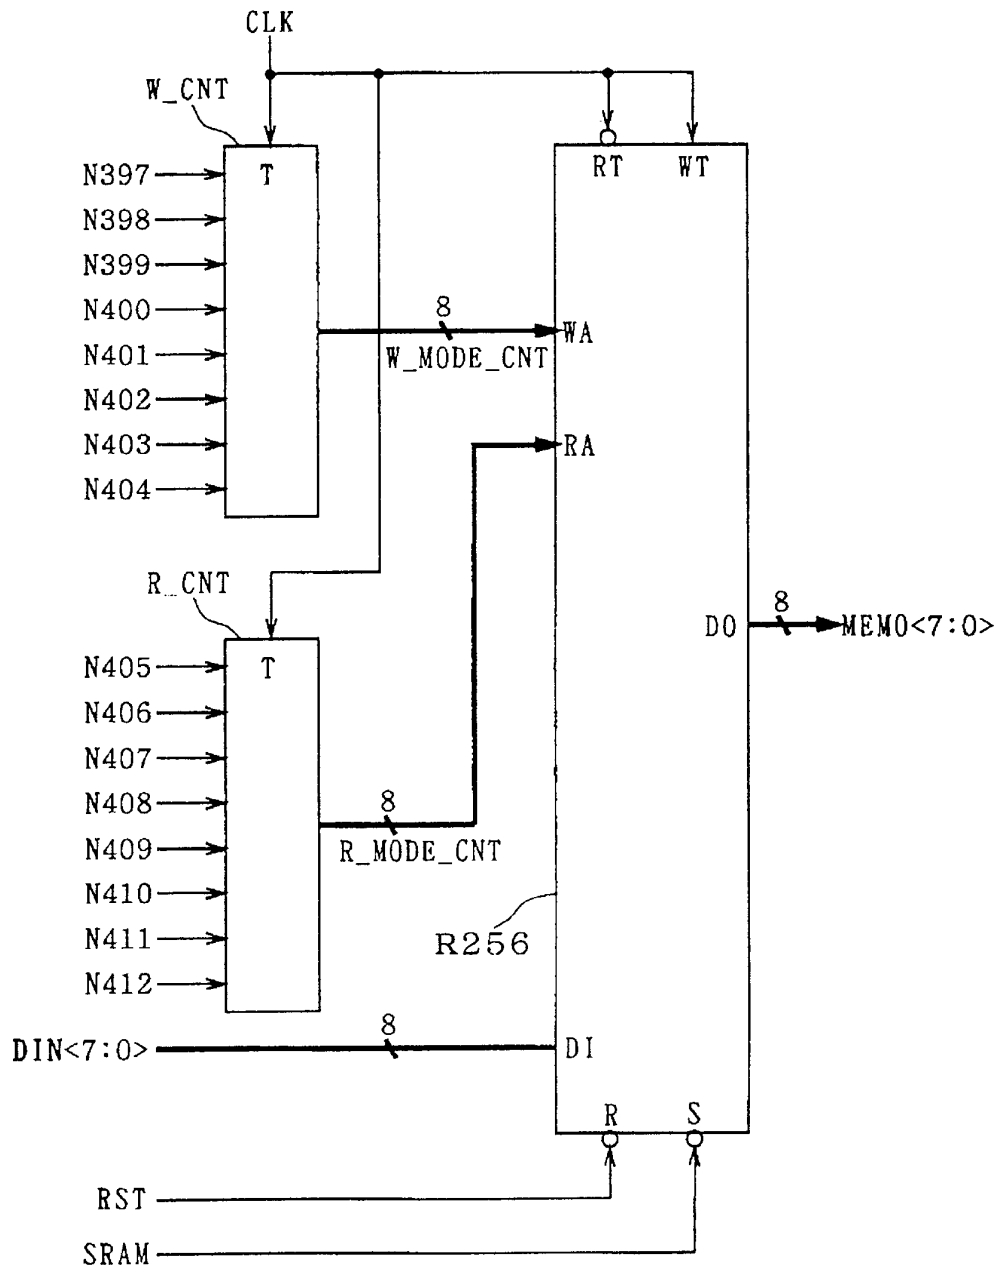 CLK
W_CNT
T
RT
WT
N397
N398
N399
N400
N401
N402
N403
N404
8
W_MODE_CNT
WA
RA
R_CNT
T
N405
N406
N407
N408
N409
N410
N411
N412
8
R_MODE_CNT
DO
8
MEMO<7:0>
R256
DIN<7:0>
8
DI
R
S
RST
SRAM